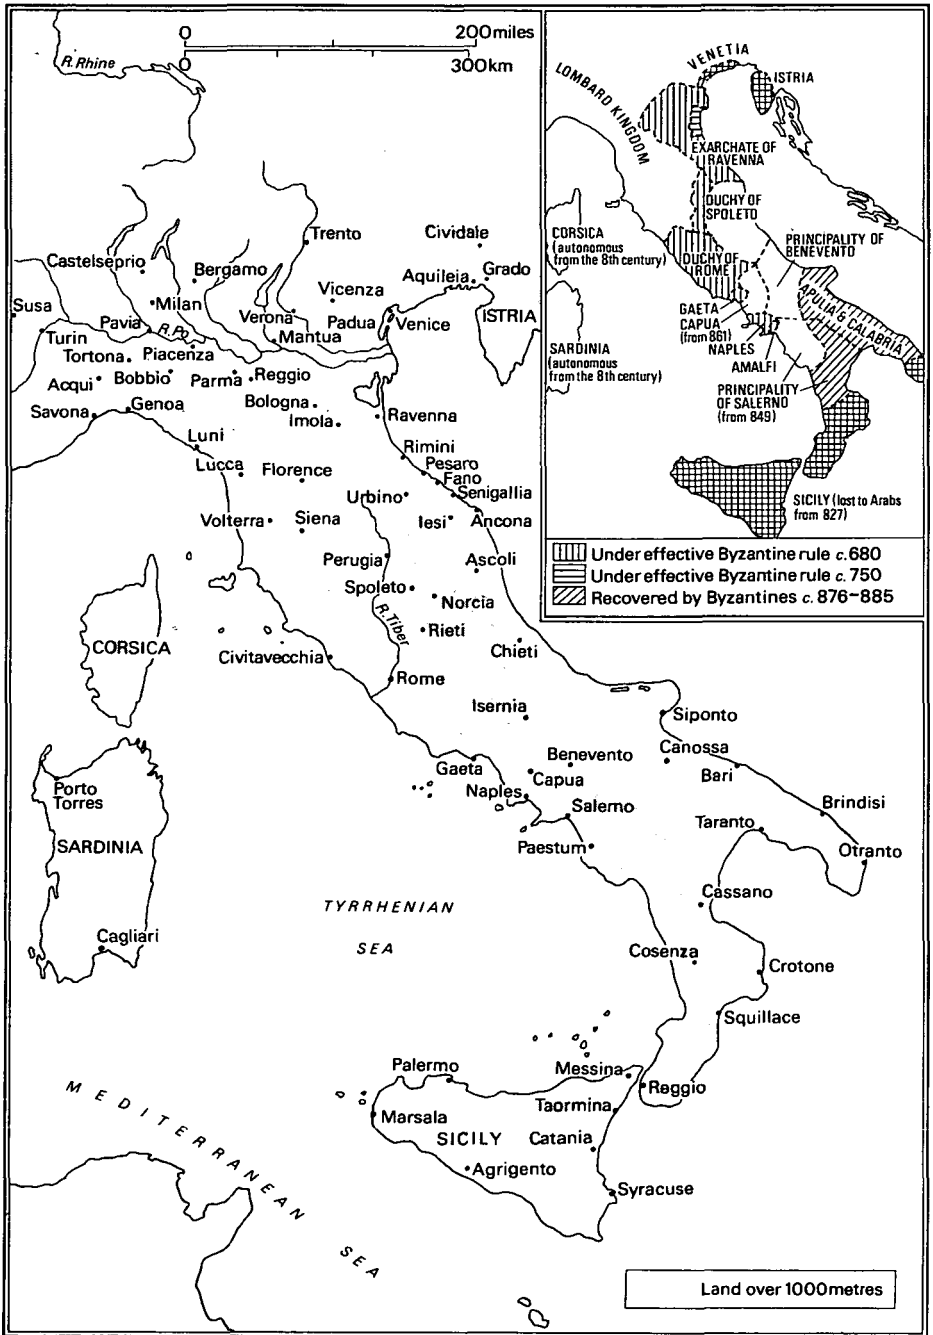 0 200miles
0 300km
R. Rhine
Trento
Cividale
Castelseprio
Bergamo
Aquileia
Grado
Vicenza
Susa
Milan
Verona
Padua
Venice
ISTRIA
Turin
Pavia
R. Po
Mantua
Tortona
Piacenza
Acqui
Bobbio
Parma
Reggio
Savona
Genoa
Bologna
Imola
Ravenna
Luni
Rimini
Lucca
Florence
Pesaro
Fano
Urbino
Senigallia
Volterra
Siena
Iesi
Ancona
Perugia
Ascoli
Spoleto
Norcia
R. Tiber
Rieti
CORSICA
Civitavecchia
Chieti
Rome
Isernia
Siponto
Canossa
Gaeta
Benevento
Capua
Bari
Porto
Torres
Naples
Salerno
Brindisi
Taranto
SARDINIA
Paestum
Otranto
Cassano
TYRRHENIAN
SEA
Cagliari
Cosenza
Crotone
Squillace
Palermo
Messina
Reggio
MEDITERRANEAN SEA
Marsala
Taormina
SICILY
Catania
Agrigento
Syracuse
Land over 1000metres
VENETIA
ISTRIA
LOMBARD KINGDOM
EXARCHATE OF
RAVENNA
DUCHY OF
SPOLETO
CORSICA
(autonomous
from the 8th century)
PRINCIPALITY OF
BENEVENTO
DUCHY OF
ROME
APULIA & CALABRIA
GAETA
CAPUA
(from 861)
NAPLES
AMALFI
SARDINIA
(autonomous
from the 8th century)
PRINCIPALITY
OF SALERNO
(from 849)
SICILY (lost to Arabs
from 827)
Under effective Byzantine rule c. 680
Under effective Byzantine rule c. 750
Recovered by Byzantines c. 876–885